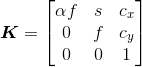 K = [ αf s c_x
0 f c_y
0 0 1 ]